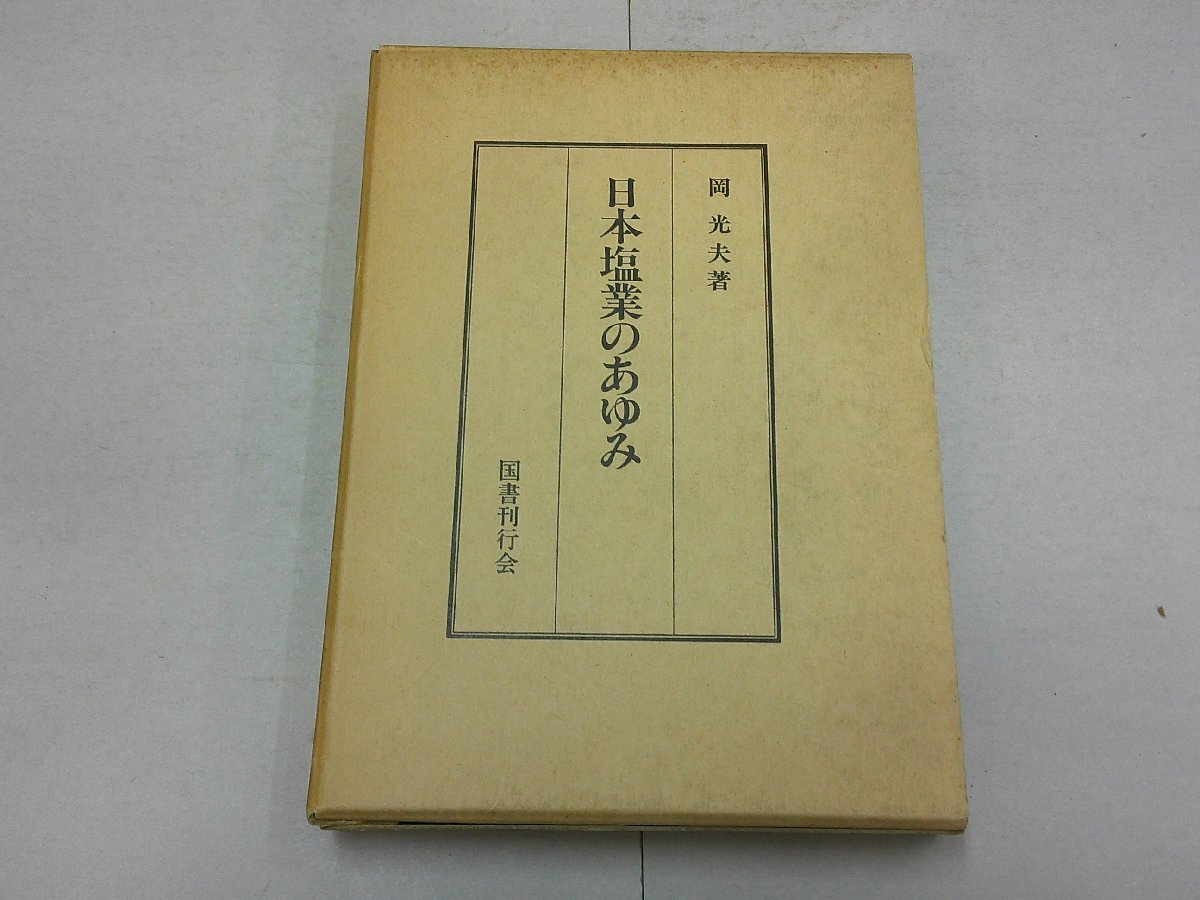 岡光夫著
日本塩業のあゆみ
国書刊行会